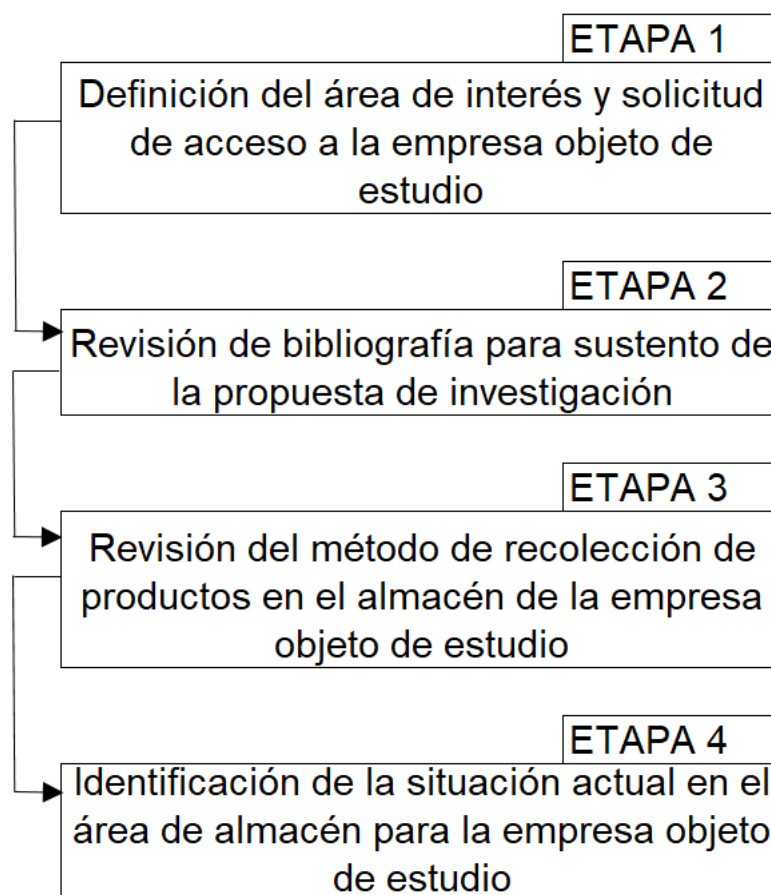 ETAPA 1
Definición del área de interés y solicitud
de acceso a la empresa objeto de
estudio
ETAPA 2
Revisión de bibliografía para sustento de
la propuesta de investigación
ETAPA 3
Revisión del método de recolección de
productos en el almacén de la empresa
objeto de estudio
ETAPA 4
Identificación de la situación actual en el
área de almacén para la empresa objeto
de estudio